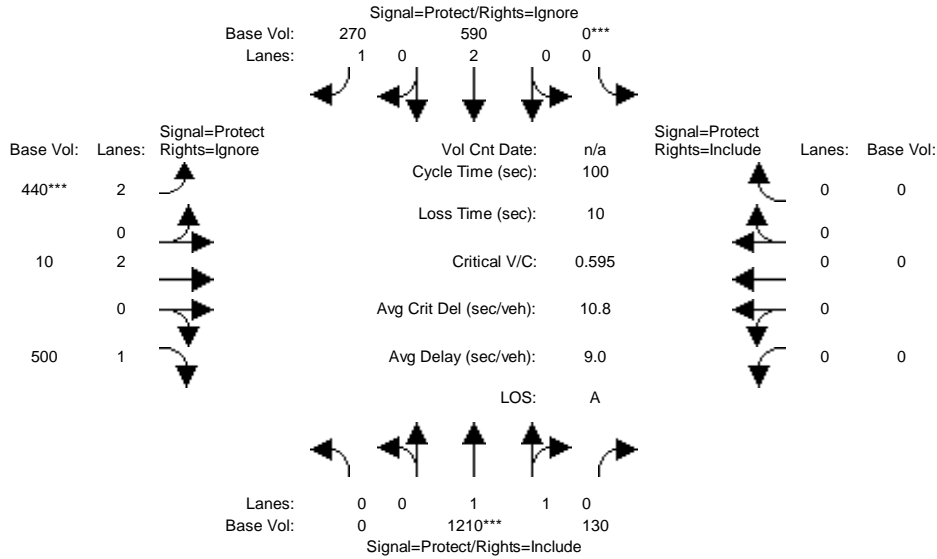 Signal=Protect/Rights=Ignore
Base Vol: 270 590 0***
Lanes: 1 0 2 0 0
Signal=Protect
Rights=Ignore
Base Vol: Lanes:
440*** 2
0
10 2
0
500 1
Vol Cnt Date: n/a
Cycle Time (sec): 100
Loss Time (sec): 10
Critical V/C: 0.595
Avg Crit Del (sec/veh): 10.8
Avg Delay (sec/veh): 9.0
LOS: A
Signal=Protect
Rights=Include
Lanes: Base Vol:
0 0
0
0 0
0
0 0
Lanes: 0 0 1 1 0
Base Vol: 0 1210*** 130
Signal=Protect/Rights=Include